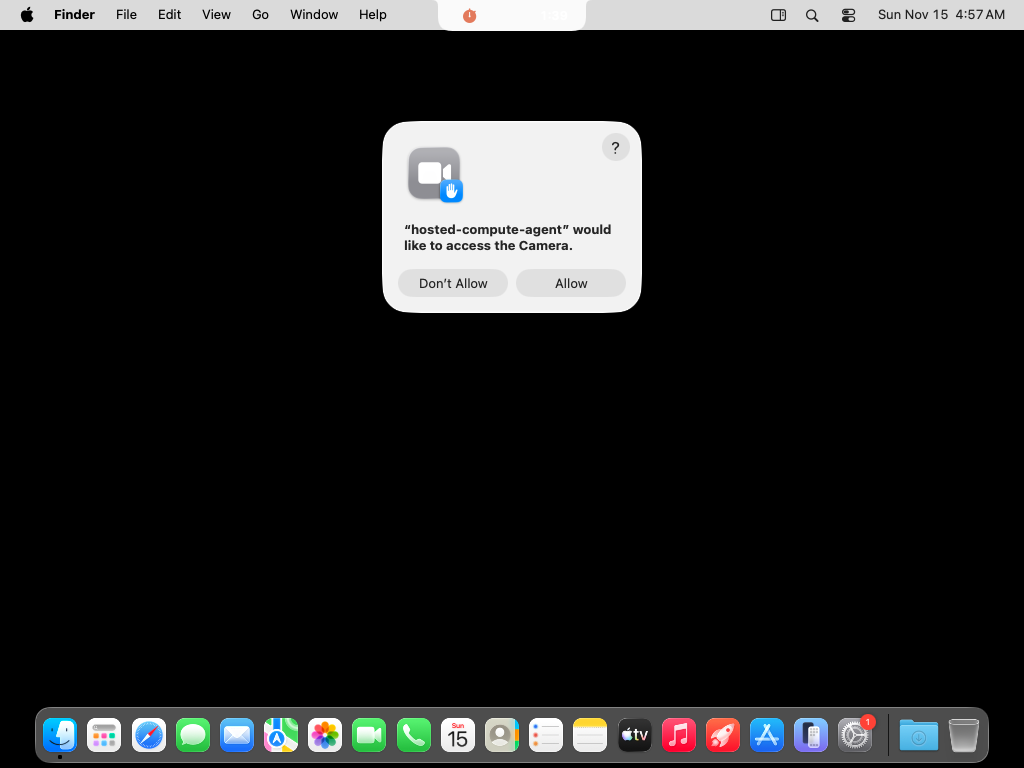 Finder File Edit View Go Window Help Sun Nov 15 4:57 AM
?
“hosted-compute-agent” would
like to access the Camera.
Don't Allow Allow
Sun
15
tv
1